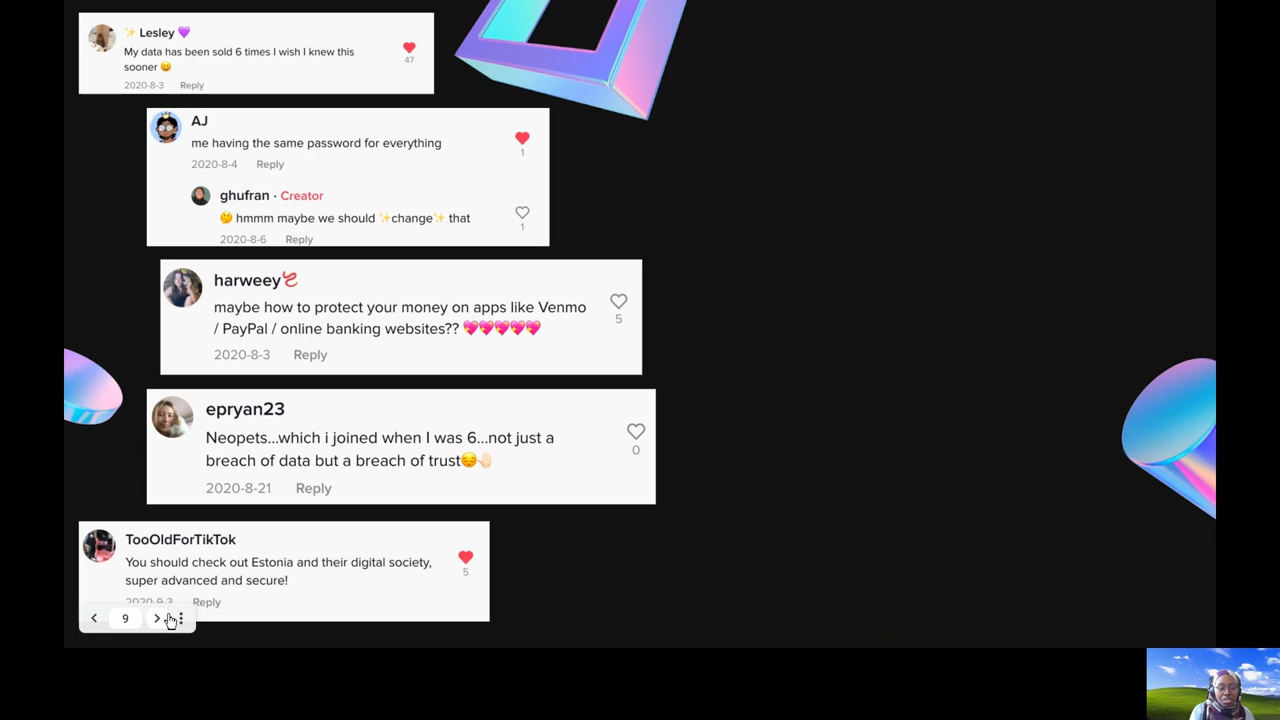 ✨ Lesley 💜
My data has been sold 6 times I wish I knew this
sooner 😄
47
2020-8-3 Reply
AJ
me having the same password for everything
1
2020-8-4 Reply
ghufran · Creator
🤔 hmmm maybe we should ✨change✨ that
1
2020-8-6 Reply
harweey
maybe how to protect your money on apps like Venmo
/ PayPal / online banking websites?? 💖💖💖💖💖
5
2020-8-3 Reply
epryan23
Neopets...which i joined when I was 6...not just a
breach of data but a breach of trust😔🤚🏻
0
2020-8-21 Reply
TooOldForTikTok
You should check out Estonia and their digital society,
super advanced and secure!
5
2020-9-3 Reply
9